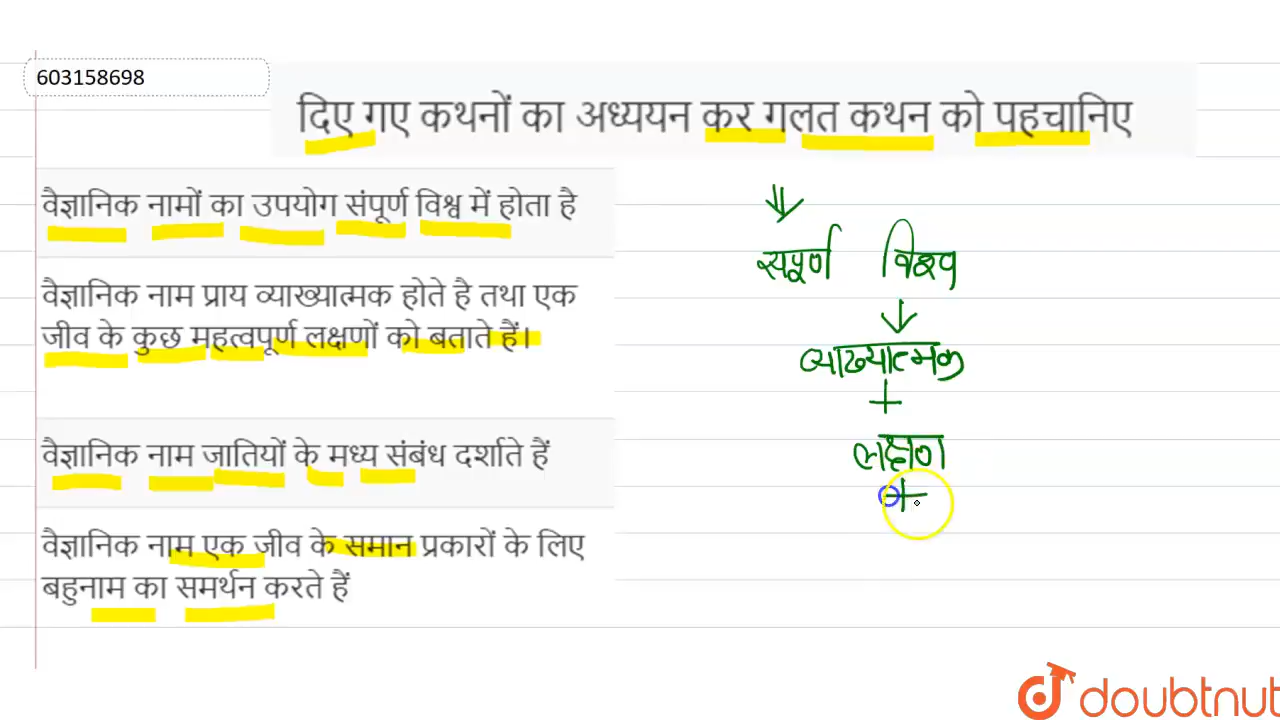 603158698
दिए गए कथनों का अध्ययन कर गलत कथन को पहचानिए
वैज्ञानिक नामों का उपयोग संपूर्ण विश्व में होता है
वैज्ञानिक नाम प्राय व्याख्यात्मक होते है तथा एक
जीव के कुछ महत्वपूर्ण लक्षणों को बताते हैं।
वैज्ञानिक नाम जातियों के मध्य संबंध दर्शाते हैं
वैज्ञानिक नाम एक जीव के समान प्रकारों के लिए
बहुनाम का समर्थन करते हैं
संपूर्ण विश्व
व्याख्यात्मक
+
लक्षण
+
doubtnut